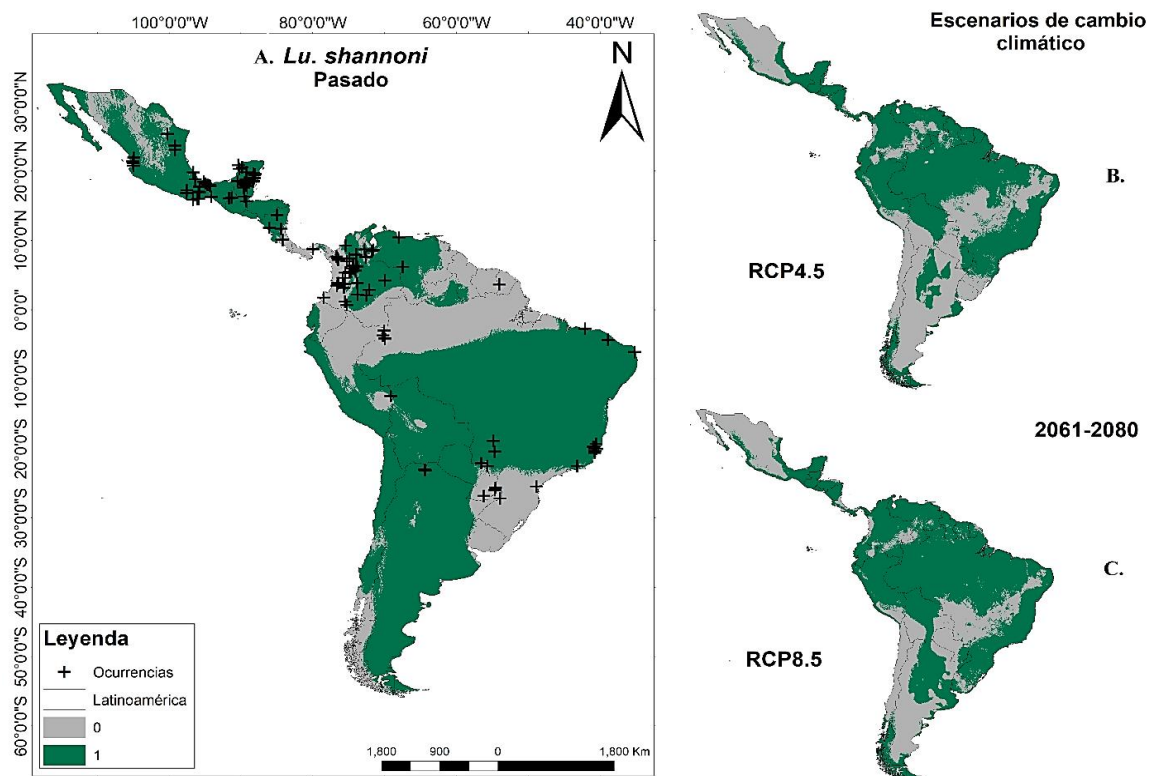 100°0'0"W 80°0'0"W 60°0'0"W 40°0'0"W
A. Lu. shannoni
Pasado
N
30°0'0"N
20°0'0"N
10°0'0"N
0°0'0"
10°0'0"S
20°0'0"S
30°0'0"S
40°0'0"S
50°0'0"S
60°0'0"S
Leyenda
Ocurrencias
Latinoamérica
0
1
1,800 900 0 1,800 Km
Escenarios de cambio
climático
B.
RCP4.5
2061-2080
C.
RCP8.5